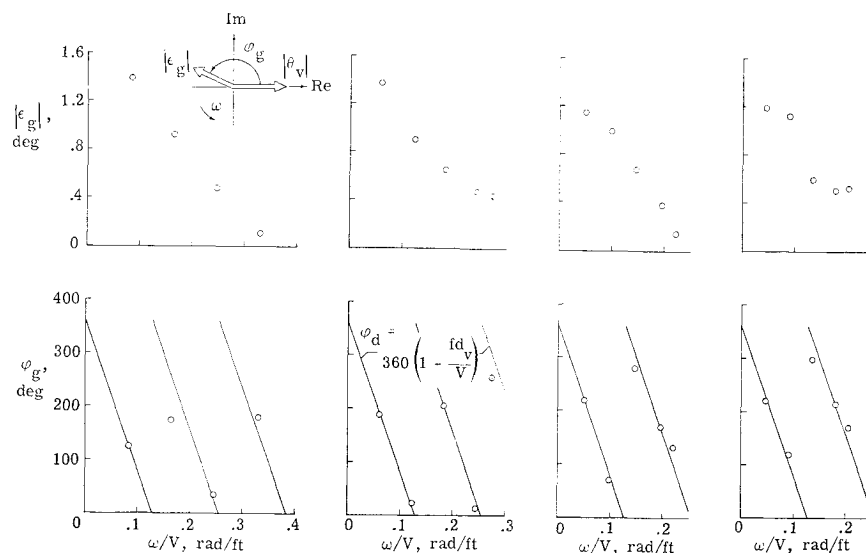 Im
φg
|εg|
|θv|
Re
ω
|εg|, deg
1.6
1.2
.8
.4
0
φg, deg
400
300
200
100
0
φd = 360 (1 - fdv/V)
0 .1 .2 .3 .4
ω/V, rad/ft
0 .1 .2 .3
ω/V, rad/ft
0 .1 .2
ω/V, rad/ft
0 .1 .2
ω/V, rad/ft